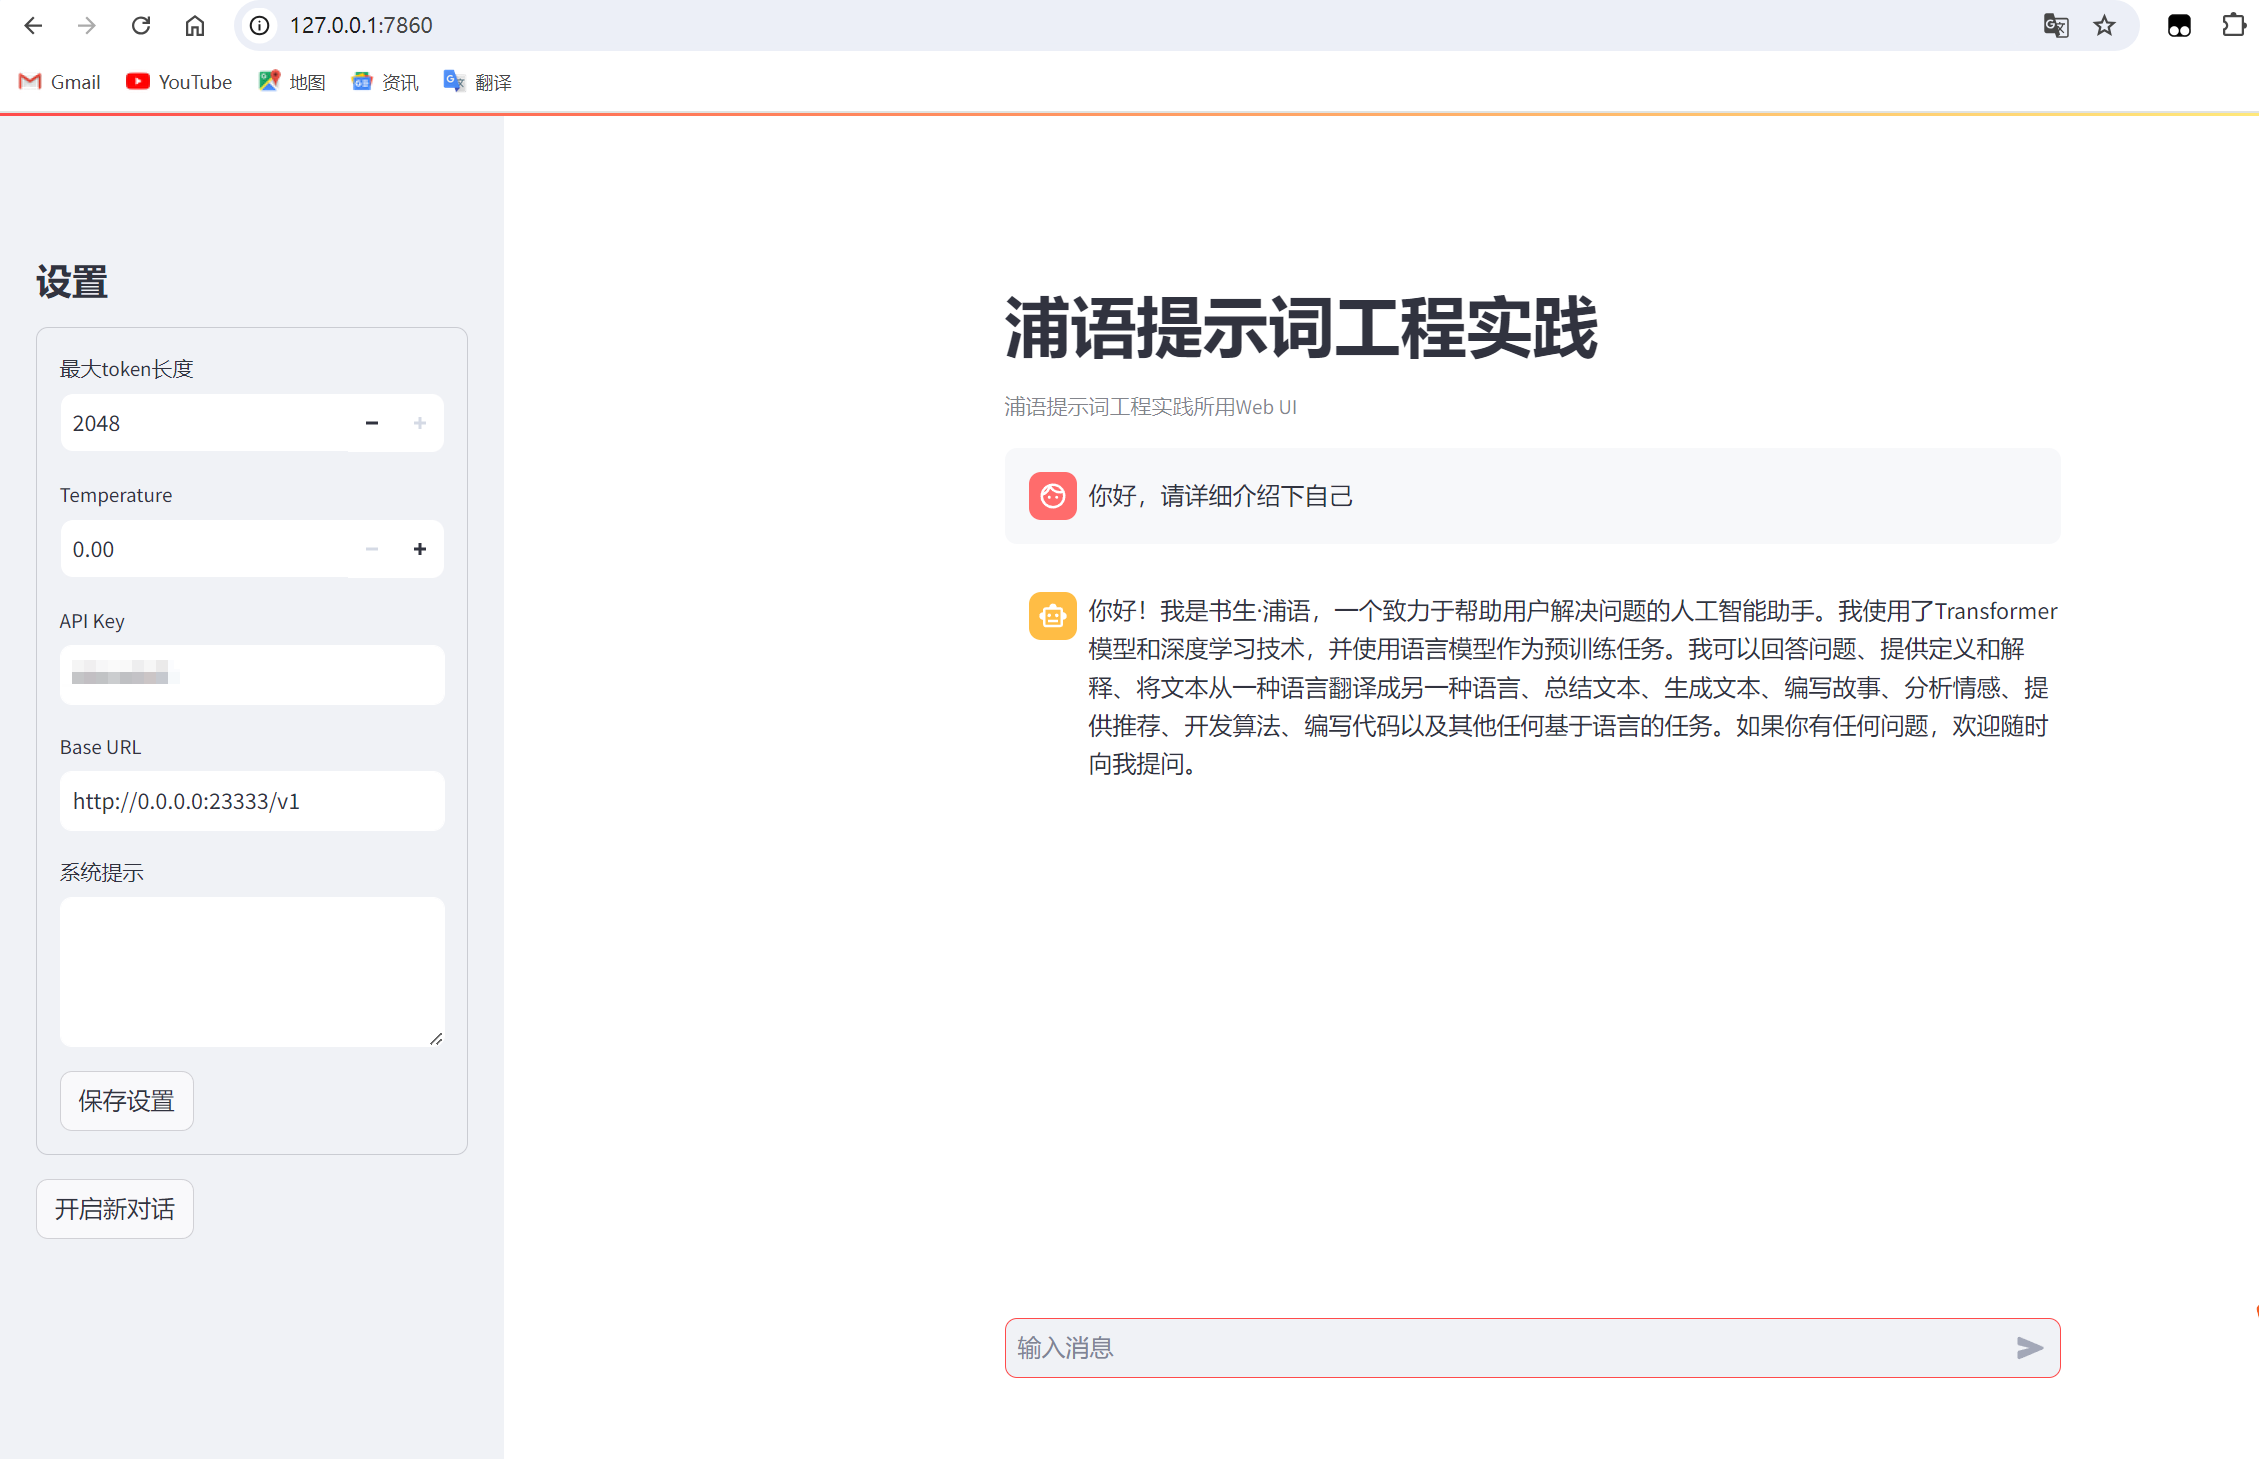 127.0.0.1:7860
Gmail YouTube 地图 资讯 翻译
设置
最大token长度
2048
Temperature
0.00
API Key
Base URL
http://0.0.0.0:23333/v1
系统提示
保存设置
开启新对话
浦语提示词工程实践
浦语提示词工程实践所用Web UI
你好，请详细介绍下自己
你好！我是书生·浦语，一个致力于帮助用户解决问题的人工智能助手。我使用了Transformer
模型和深度学习技术，并使用语言模型作为预训练任务。我可以回答问题、提供定义和解
释、将文本从一种语言翻译成另一种语言、总结文本、生成文本、编写故事、分析情感、提
供推荐、开发算法、编写代码以及其他任何基于语言的任务。如果你有任何问题，欢迎随时
向我提问。
输入消息